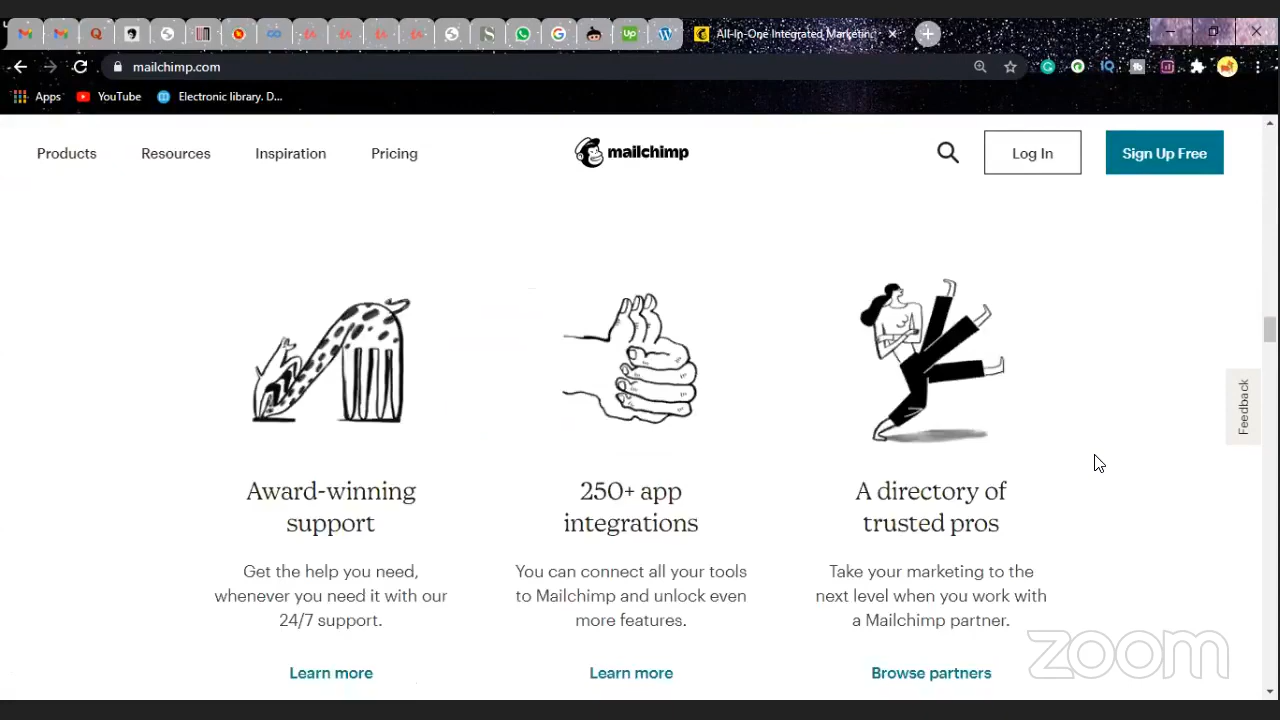 All-In-One Integrated Marketing
mailchimp.com
Apps YouTube Electronic library. D...
Products Resources Inspiration Pricing mailchimp Log In Sign Up Free
Feedback
Award-winning
support
Get the help you need,
whenever you need it with our
24/7 support.
Learn more
250+ app
integrations
You can connect all your tools
to Mailchimp and unlock even
more features.
Learn more
A directory of
trusted pros
Take your marketing to the
next level when you work with
a Mailchimp partner.
Browse partners
zoom